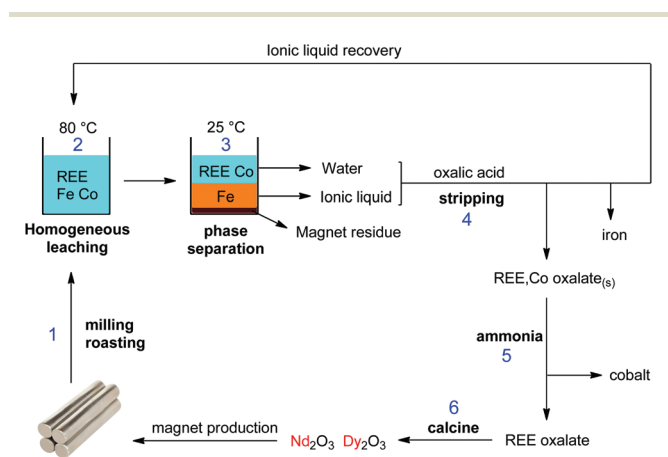 Ionic liquid recovery
80 °C
2
REE
Fe Co
Homogeneous
leaching
25 °C
3
REE Co
Fe
phase
separation
Water
Ionic liquid
Magnet residue
oxalic acid
stripping
4
iron
REE,Co oxalate(s)
1
milling
roasting
ammonia
5
cobalt
magnet production
Nd₂O₃ Dy₂O₃
6
calcine
REE oxalate